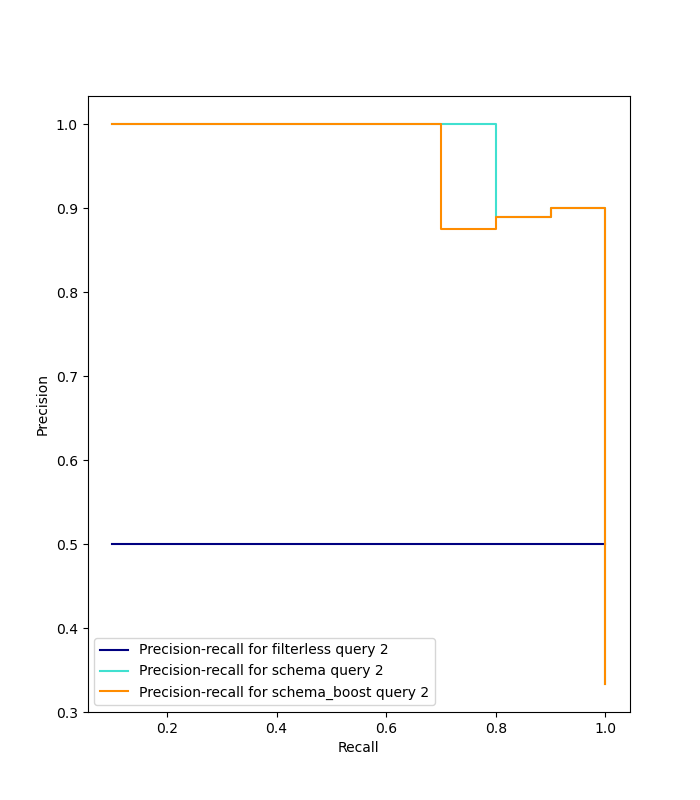 1.0
0.9
0.8
0.7
0.6
0.5
0.4
0.3
Precision
Precision-recall for filterless query 2
Precision-recall for schema query 2
Precision-recall for schema_boost query 2
0.2 0.4 0.6 0.8 1.0
Recall